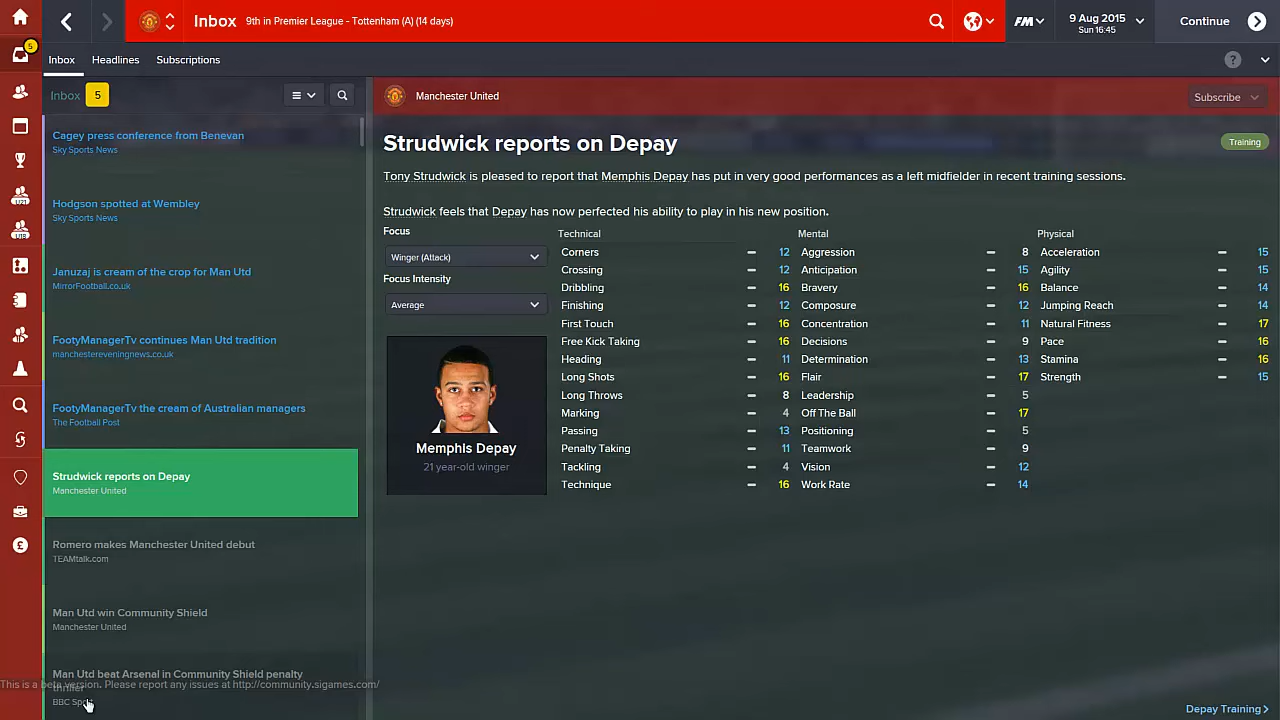 Inbox 9th in Premier League - Tottenham (A) (14 days)
FM
9 Aug 2015
Sun 16:45
Continue
5
Inbox Headlines Subscriptions
Inbox 5
Cagey press conference from Benevan
Sky Sports News
Hodgson spotted at Wembley
Sky Sports News
Januzaj is cream of the crop for Man Utd
MirrorFootball.co.uk
FootyManagerTv continues Man Utd tradition
manchestereveningnews.co.uk
FootyManagerTv the cream of Australian managers
The Football Post
Strudwick reports on Depay
Manchester United
Romero makes Manchester United debut
TEAMtalk.com
Man Utd win Community Shield
Manchester United
Man Utd beat Arsenal in Community Shield penalty
thriller
This is a beta version. Please report any issues at http://community.sigames.com/
BBC Sport
U21
U18
Manchester United
Subscribe
Strudwick reports on Depay
Training
Tony Strudwick is pleased to report that Memphis Depay has put in very good performances as a left midfielder in recent training sessions.
Strudwick feels that Depay has now perfected his ability to play in his new position.
Focus
Winger (Attack)
Focus Intensity
Average
Memphis Depay
21 year-old winger
Technical Mental Physical
Corners - 12 Aggression - 8 Acceleration - 15
Crossing - 12 Anticipation - 15 Agility - 15
Dribbling - 16 Bravery - 16 Balance - 14
Finishing - 12 Composure - 12 Jumping Reach - 14
First Touch - 16 Concentration - 11 Natural Fitness - 17
Free Kick Taking - 16 Decisions - 9 Pace - 16
Heading - 11 Determination - 13 Stamina - 16
Long Shots - 16 Flair - 17 Strength - 15
Long Throws - 8 Leadership - 5
Marking - 4 Off The Ball - 17
Passing - 13 Positioning - 5
Penalty Taking - 11 Teamwork - 9
Tackling - 4 Vision - 12
Technique - 16 Work Rate - 14
Depay Training >